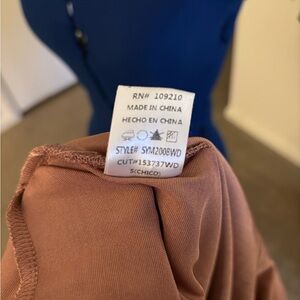 RN# 109210
MADE IN CHINA
HECHO EN CHINA
STYLE# SYM2008WD
CUT#153737WD
S(CHICO)